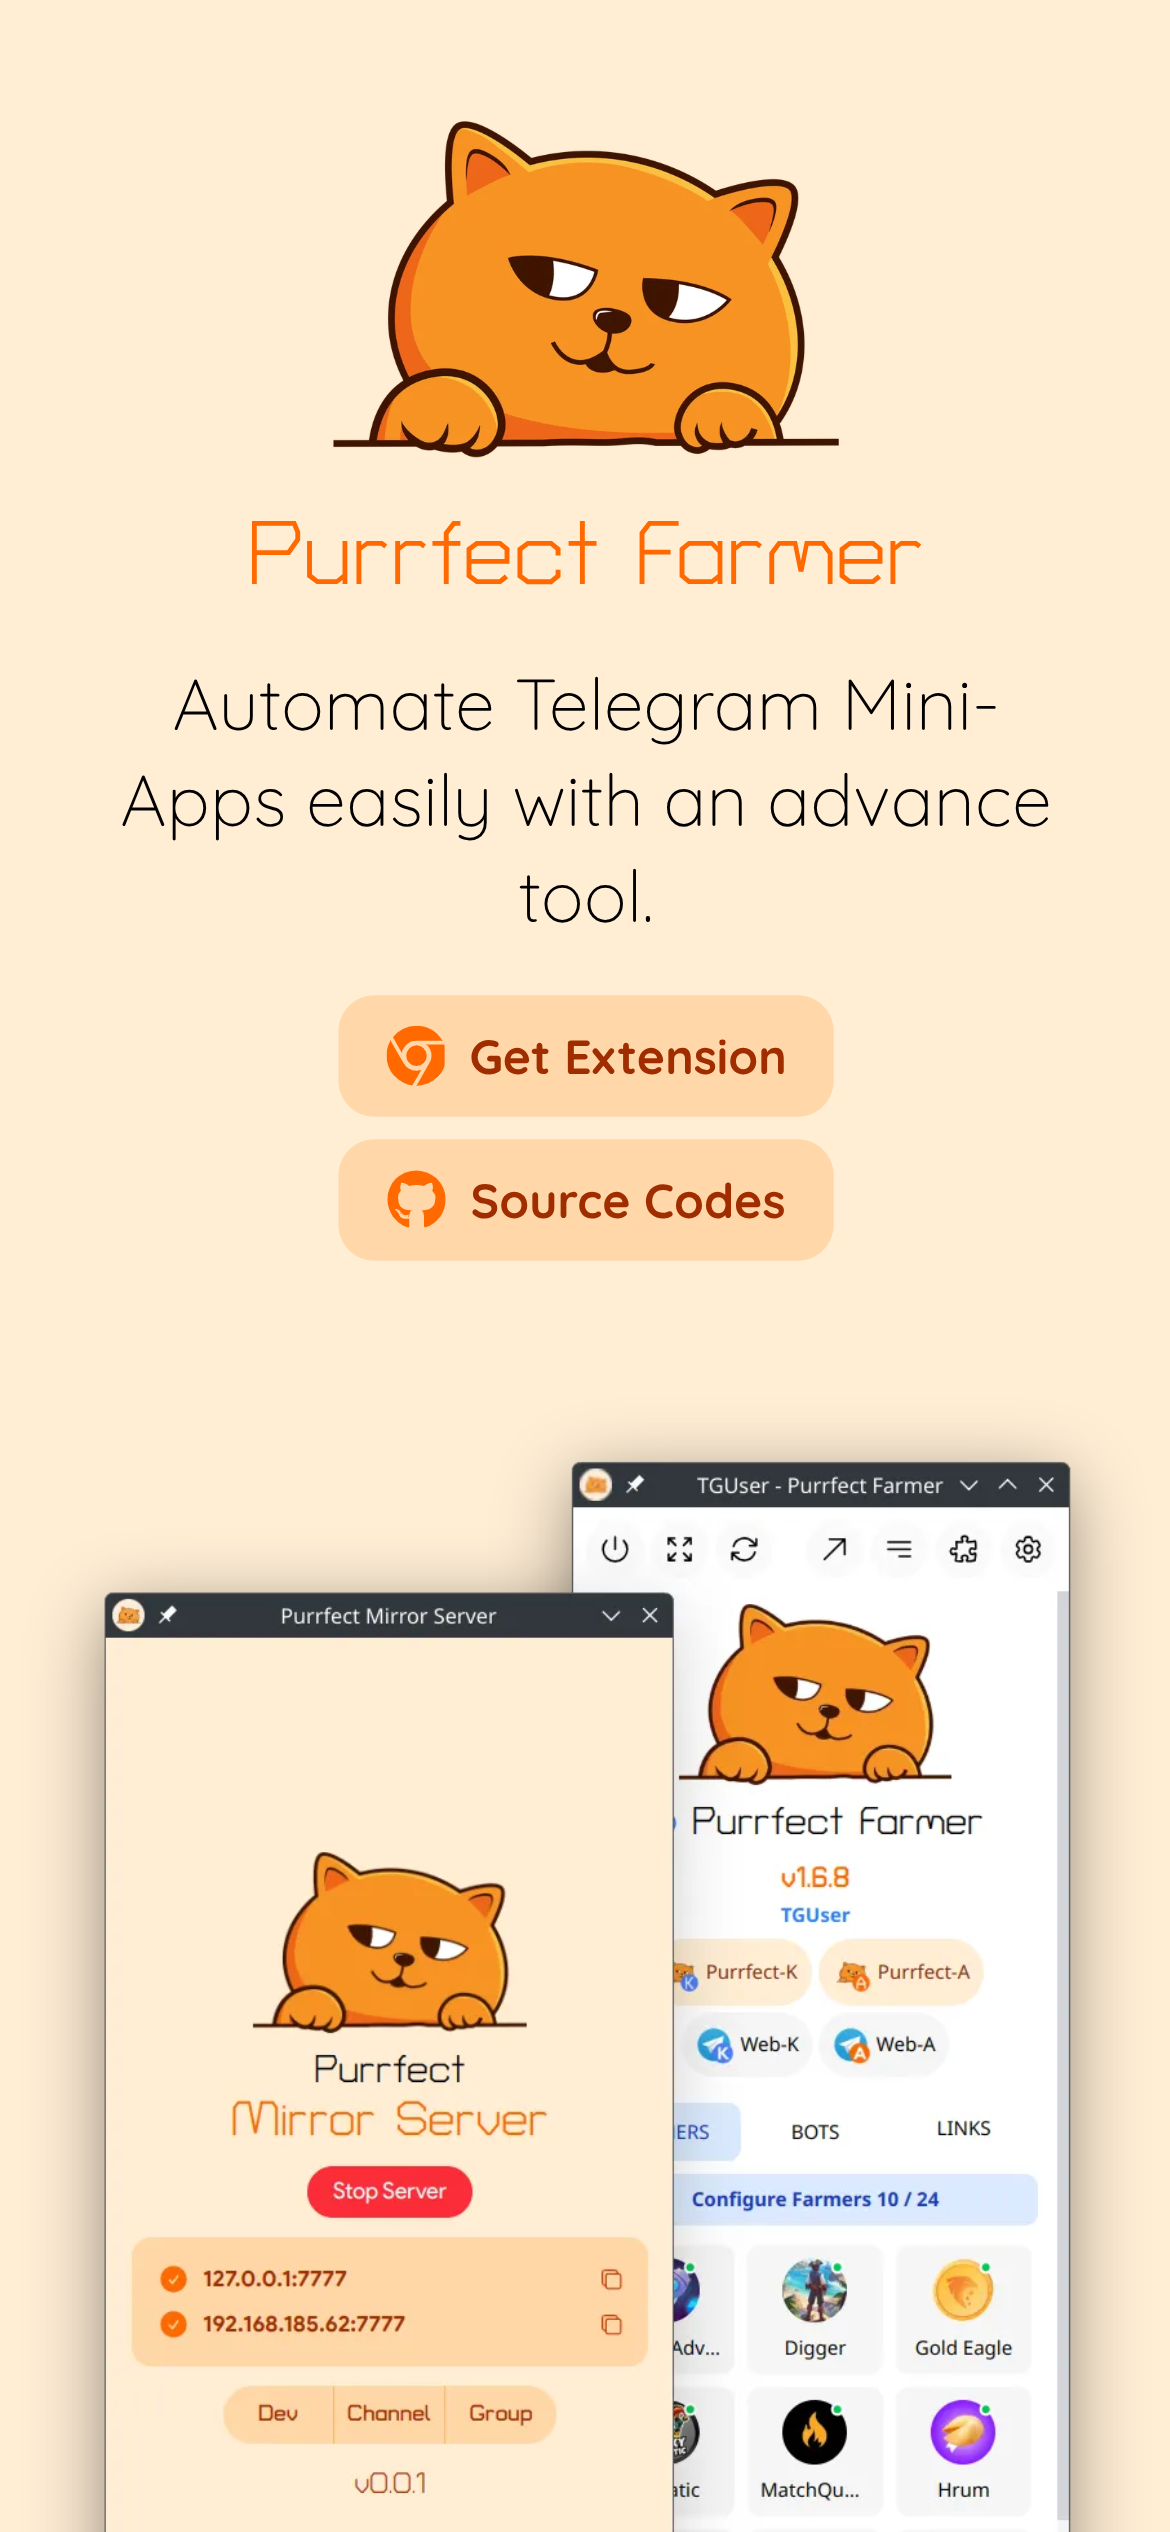 Purrfect Farmer
Automate Telegram Mini-
Apps easily with an advance
tool.
Get Extension
Source Codes
TGUser - Purrfect Farmer
Purrfect Farmer
v1.6.8
TGUser
Purrfect-K
Purrfect-A
Web-K
Web-A
BOTS
LINKS
Configure Farmers 10 / 24
Adv...
Digger
Gold Eagle
MatchQu...
Hrum
Purrfect Mirror Server
Purrfect
Mirror Server
Stop Server
127.0.0.1:7777
192.168.185.62:7777
Dev
Channel
Group
v0.0.1